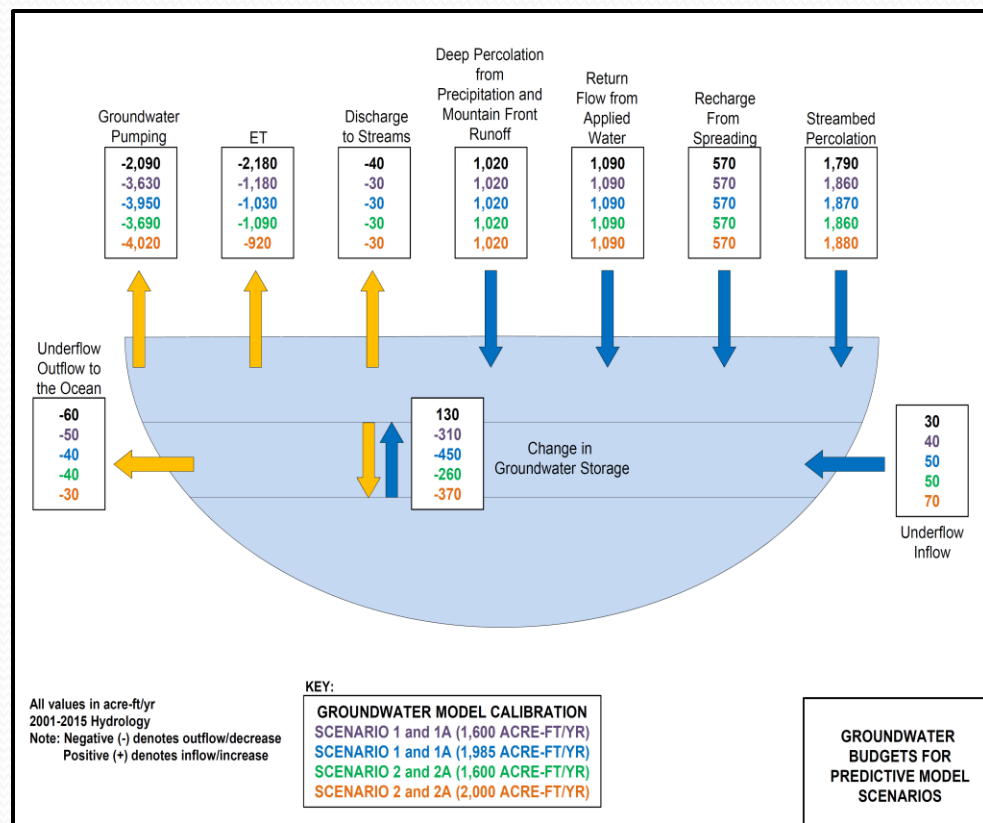 Groundwater
Pumping
-2,090
-3,630
-3,950
-3,690
-4,020
ET
-2,180
-1,180
-1,030
-1,090
-920
Discharge
to Streams
-40
-30
-30
-30
-30
Deep Percolation
from
Precipitation and
Mountain Front
Runoff
1,020
1,020
1,020
1,020
1,020
Return
Flow from
Applied
Water
1,090
1,090
1,090
1,090
1,090
Recharge
From
Spreading
570
570
570
570
570
Streambed
Percolation
1,790
1,860
1,870
1,860
1,880
Underflow
Outflow to
the Ocean
-60
-50
-40
-40
-30
130
-310
-450
-260
-370
Change in
Groundwater Storage
30
40
50
50
70
Underflow
Inflow
All values in acre-ft/yr
2001-2015 Hydrology
Note: Negative (-) denotes outflow/decrease
Positive (+) denotes inflow/increase
KEY:
GROUNDWATER MODEL CALIBRATION
SCENARIO 1 and 1A (1,600 ACRE-FT/YR)
SCENARIO 1 and 1A (1,985 ACRE-FT/YR)
SCENARIO 2 and 2A (1,600 ACRE-FT/YR)
SCENARIO 2 and 2A (2,000 ACRE-FT/YR)
GROUNDWATER
BUDGETS FOR
PREDICTIVE MODEL
SCENARIOS